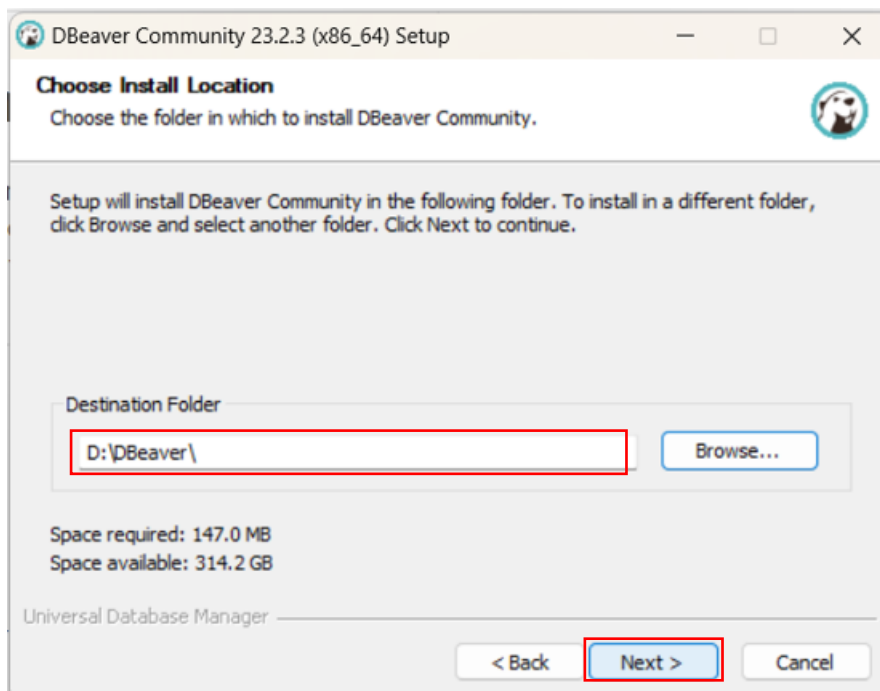 DBeaver Community 23.2.3 (x86_64) Setup
Choose Install Location
Choose the folder in which to install DBeaver Community.
Setup will install DBeaver Community in the following folder. To install in a different folder,
click Browse and select another folder. Click Next to continue.
Destination Folder
D:\DBeaver\
Browse...
Space required: 147.0 MB
Space available: 314.2 GB
Universal Database Manager
< Back
Next >
Cancel